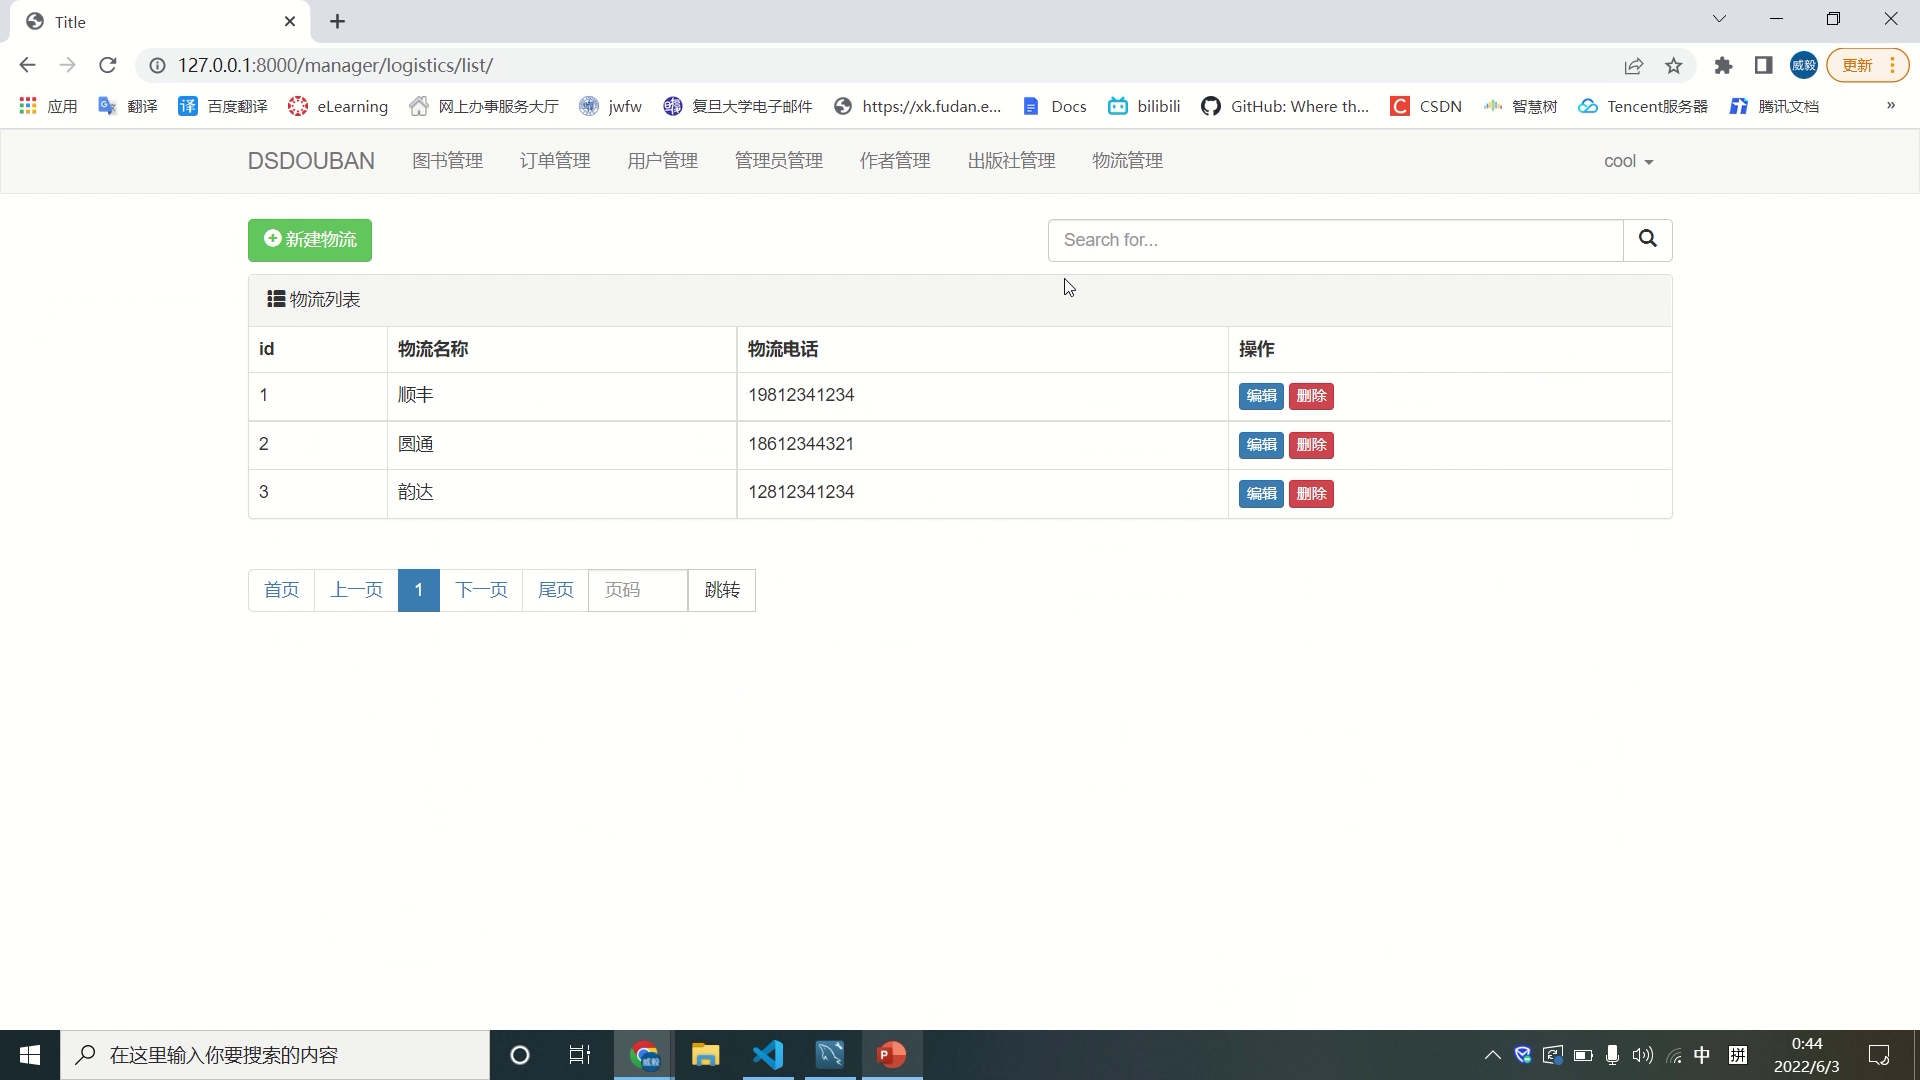 Title
127.0.0.1:8000/manager/logistics/list/
威毅 更新
应用 翻译 译 百度翻译 eLearning 网上办事服务大厅 jwfw 复旦大学电子邮件 https://xk.fudan.e... Docs bilibili GitHub: Where th... C CSDN 智慧树 Tencent服务器 腾讯文档 »
DSDOUBAN 图书管理 订单管理 用户管理 管理员管理 作者管理 出版社管理 物流管理 cool
新建物流 Search for...
物流列表
id 物流名称 物流电话 操作
1 顺丰 19812341234 编辑 删除
2 圆通 18612344321 编辑 删除
3 韵达 12812341234 编辑 删除
首页 上一页 1 下一页 尾页 页码 跳转
在这里输入你要搜索的内容
中 拼 0:44
2022/6/3